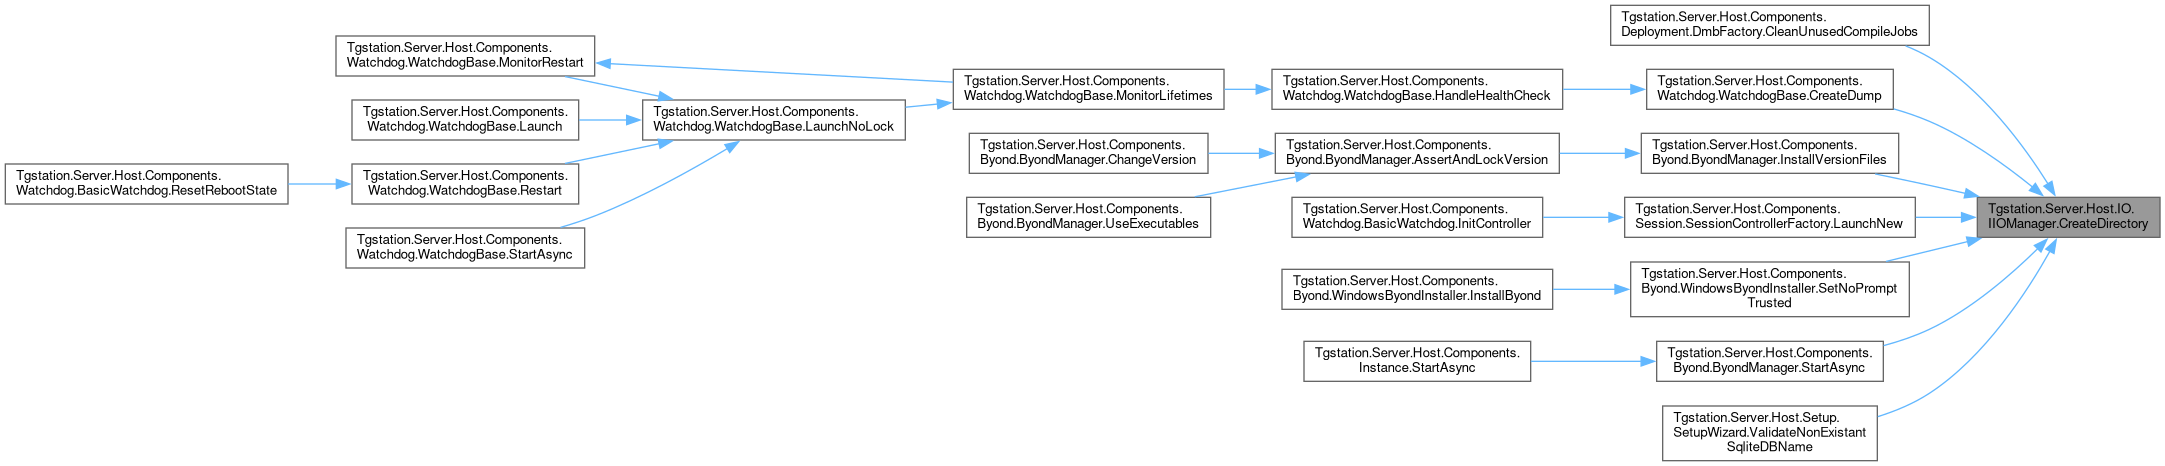 Tgstation.Server.Host.Components.
Deployment.DmbFactory.CleanUnusedCompileJobs
Tgstation.Server.Host.Components.
Watchdog.WatchdogBase.MonitorRestart
Tgstation.Server.Host.Components.
Watchdog.WatchdogBase.MonitorLifetimes
Tgstation.Server.Host.Components.
Watchdog.WatchdogBase.HandleHealthCheck
Tgstation.Server.Host.Components.
Watchdog.WatchdogBase.CreateDump
Tgstation.Server.Host.Components.
Watchdog.WatchdogBase.Launch
Tgstation.Server.Host.Components.
Watchdog.WatchdogBase.LaunchNoLock
Tgstation.Server.Host.Components.
Byond.ByondManager.ChangeVersion
Tgstation.Server.Host.Components.
Byond.ByondManager.AssertAndLockVersion
Tgstation.Server.Host.Components.
Byond.ByondManager.InstallVersionFiles
Tgstation.Server.Host.Components.
Watchdog.BasicWatchdog.ResetRebootState
Tgstation.Server.Host.Components.
Watchdog.WatchdogBase.Restart
Tgstation.Server.Host.Components.
Byond.ByondManager.UseExecutables
Tgstation.Server.Host.Components.
Watchdog.BasicWatchdog.InitController
Tgstation.Server.Host.Components.
Session.SessionControllerFactory.LaunchNew
Tgstation.Server.Host.IO.
IIOManager.CreateDirectory
Tgstation.Server.Host.Components.
Watchdog.WatchdogBase.StartAsync
Tgstation.Server.Host.Components.
Byond.WindowsByondInstaller.InstallByond
Tgstation.Server.Host.Components.
Byond.WindowsByondInstaller.SetNoPrompt
Trusted
Tgstation.Server.Host.Components.
Instance.StartAsync
Tgstation.Server.Host.Components.
Byond.ByondManager.StartAsync
Tgstation.Server.Host.Setup.
SetupWizard.ValidateNonExistant
SqliteDBName